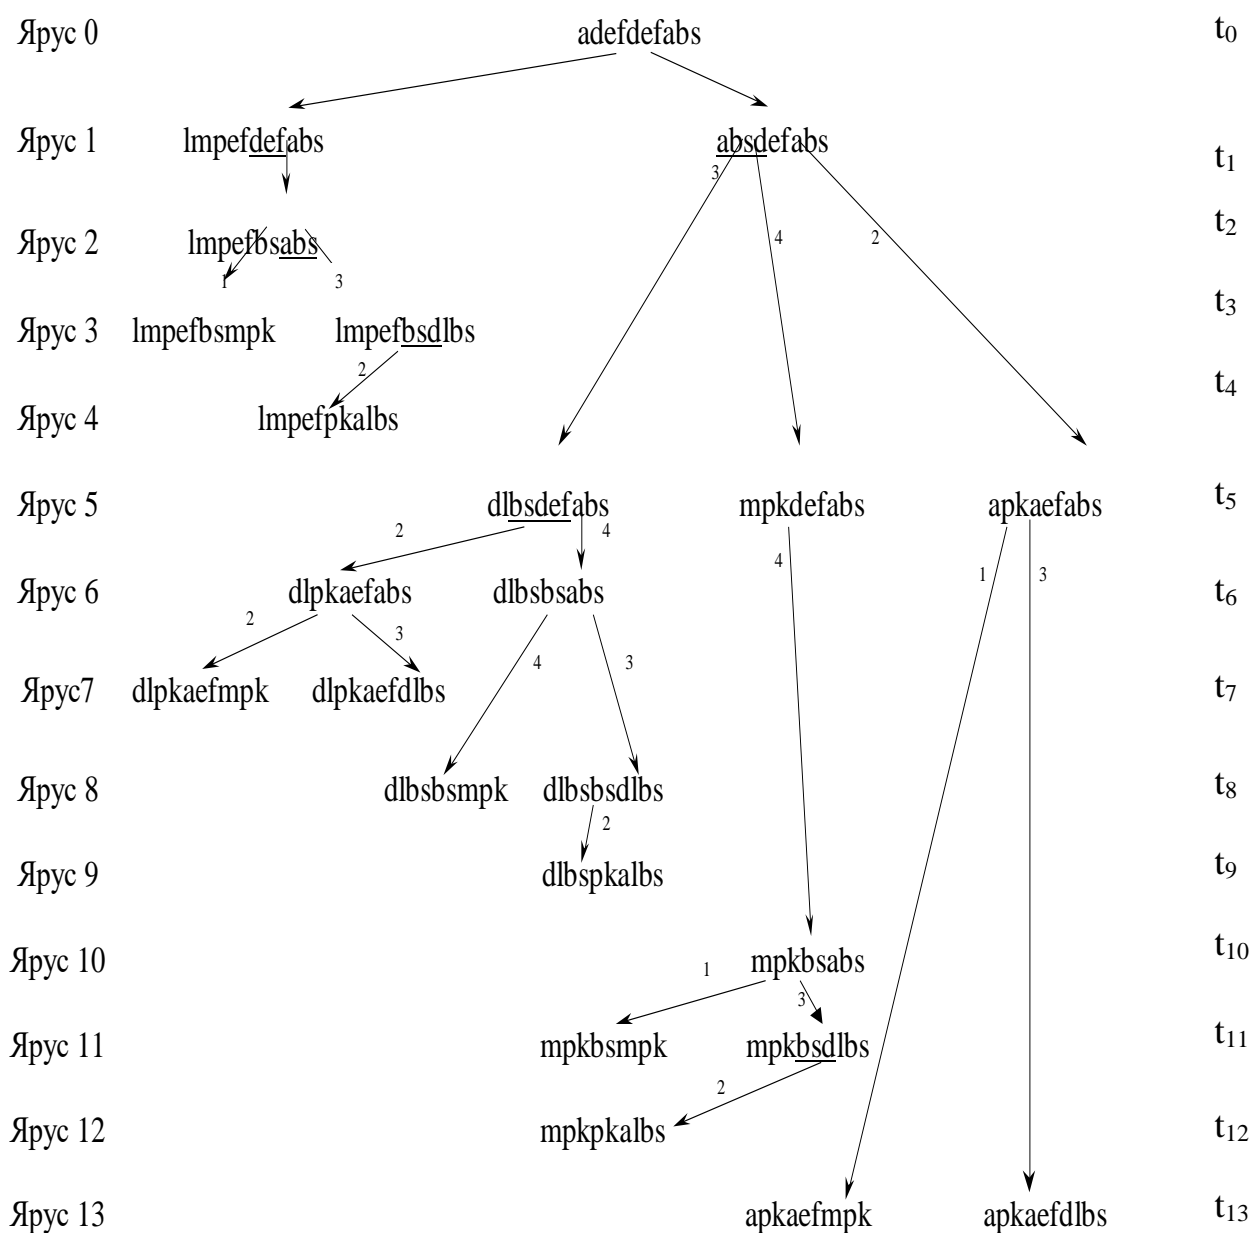 Ярус 0 adefdefabs t0
Ярус 1 lmpefdefabs absdefabs t1
3
t2
Ярус 2 lmpefbsabs 4 2
1 3
t3
Ярус 3 lmpefbsmpk lmpefbsdlbs
2
t4
Ярус 4 lmpefpkalbs
Ярус 5 dlbsdefabs mpkdefabs apkaefabs t5
2 4
4 1 3
Ярус 6 dlpkaefabs dlbsbsabs t6
2 3
4 3
Ярус7 dlpkaefmpk dlpkaefdlbs t7
Ярус 8 dlbsbsmpk dlbsbsdlbs t8
2
Ярус 9 dlbspkalbs t9
Ярус 10 mpkbsabs t10
1 3
Ярус 11 mpkbsmpk mpkbsdlbs t11
2
Ярус 12 mpkpkalbs t12
Ярус 13 apkaefmpk apkaefdlbs t13